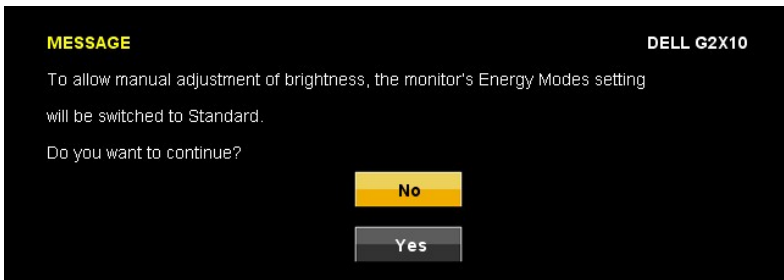 MESSAGE DELL G2X10
To allow manual adjustment of brightness, the monitor's Energy Modes setting
will be switched to Standard.
Do you want to continue?
No
Yes